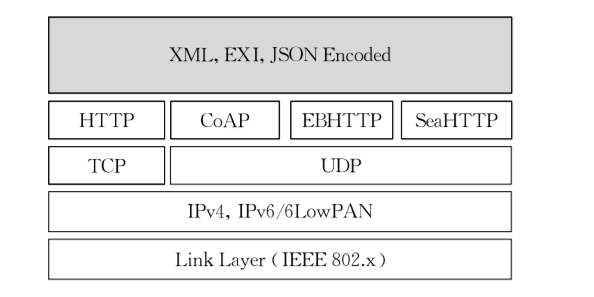 XML, EXI, JSON Encoded
HTTP CoAP EBHTTP SeaHTTP
TCP UDP
IPv4, IPv6/6LowPAN
Link Layer (IEEE 802.x)